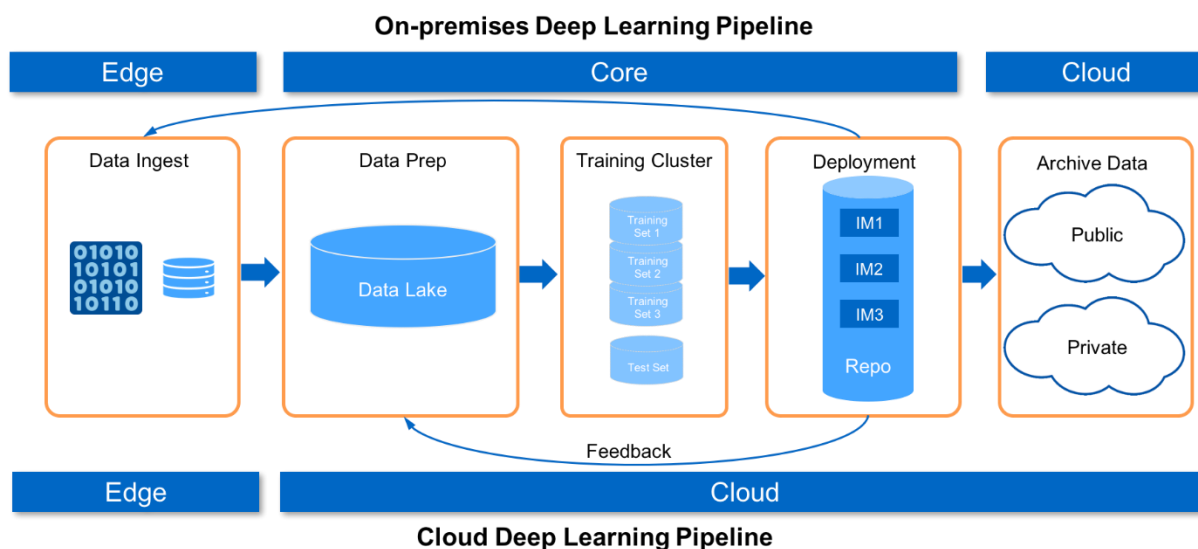 On-premises Deep Learning Pipeline
Edge
Core
Cloud
Data Ingest
Data Prep
Training Cluster
Deployment
Archive Data
01010
10101
01010
10110
Data Lake
Training
Set 1
Training
Set 2
Training
Set 3
Test Set
IM1
IM2
IM3
Repo
Public
Private
Feedback
Edge
Cloud
Cloud Deep Learning Pipeline